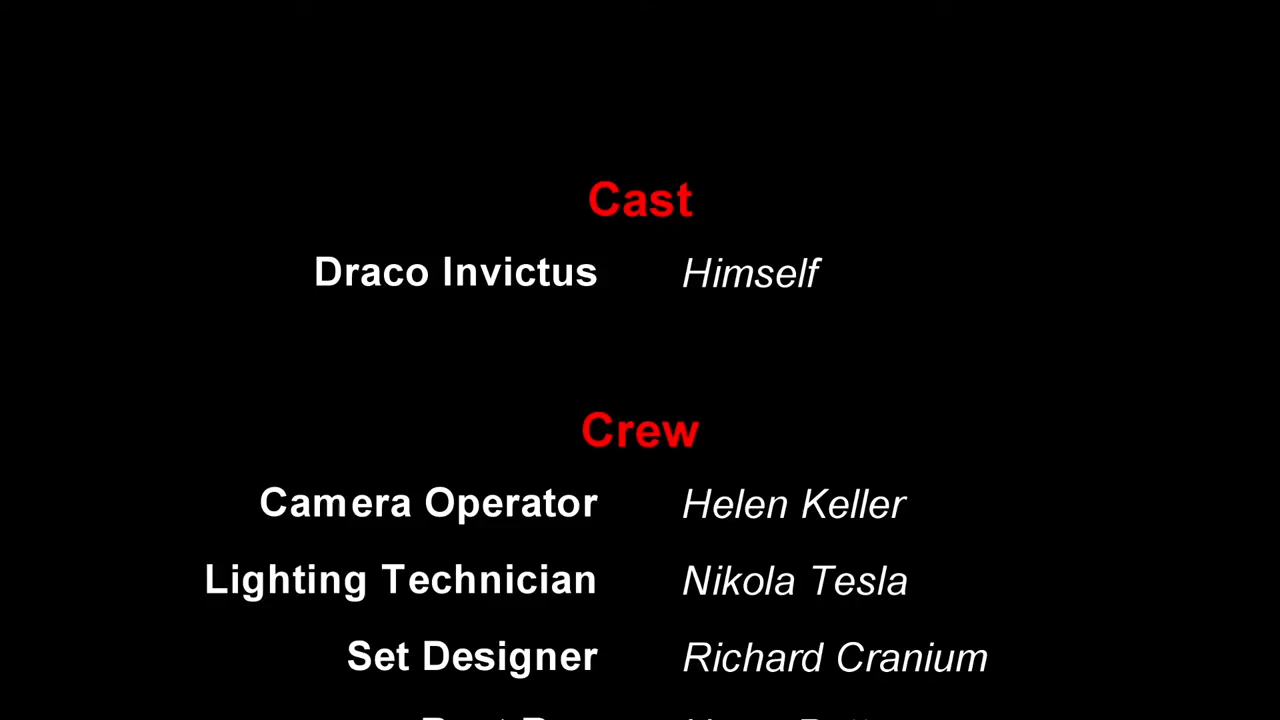 Cast
Draco Invictus Himself
Crew
Camera Operator Helen Keller
Lighting Technician Nikola Tesla
Set Designer Richard Cranium